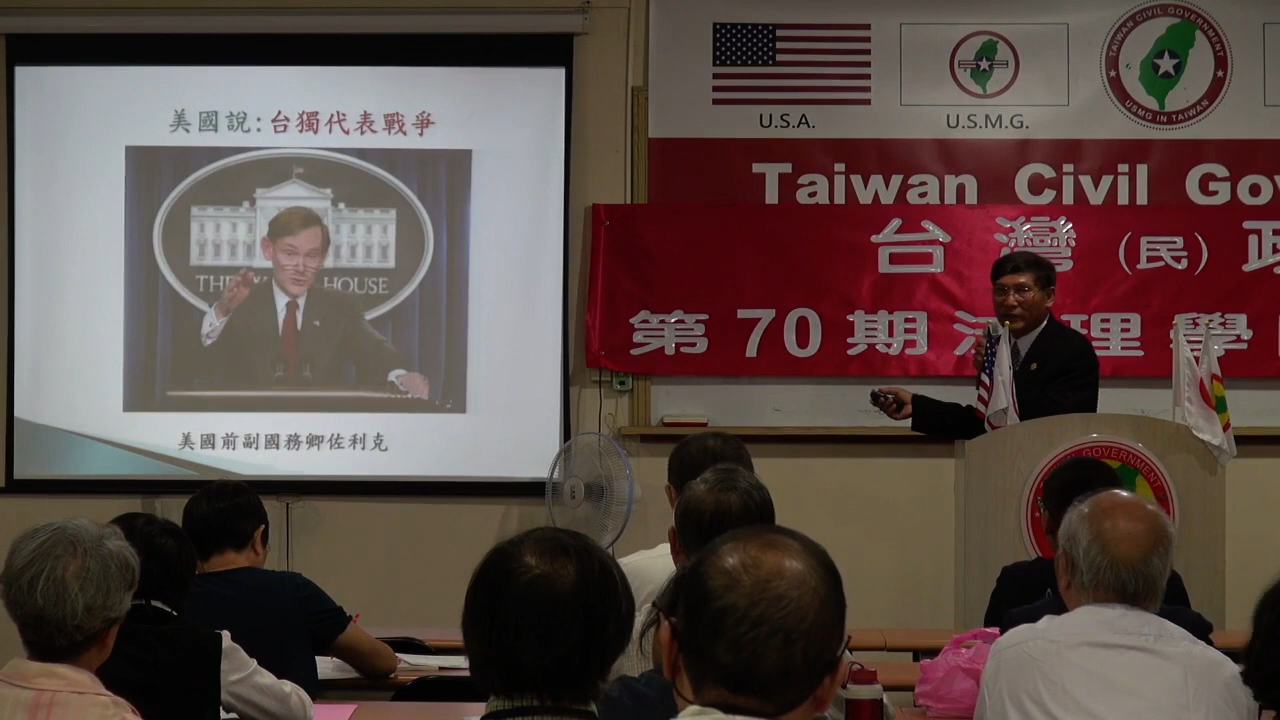 美國說:台獨代表戰爭
THE HOUSE
美國前副國務卿佐利克
U.S.A.
U.S.M.G.
TAIWAN CIVIL GOVERNMENT
USMG IN TAIWAN
Taiwan Civil Gov
台灣(民)政
第70期法理學
GOVERNMENT